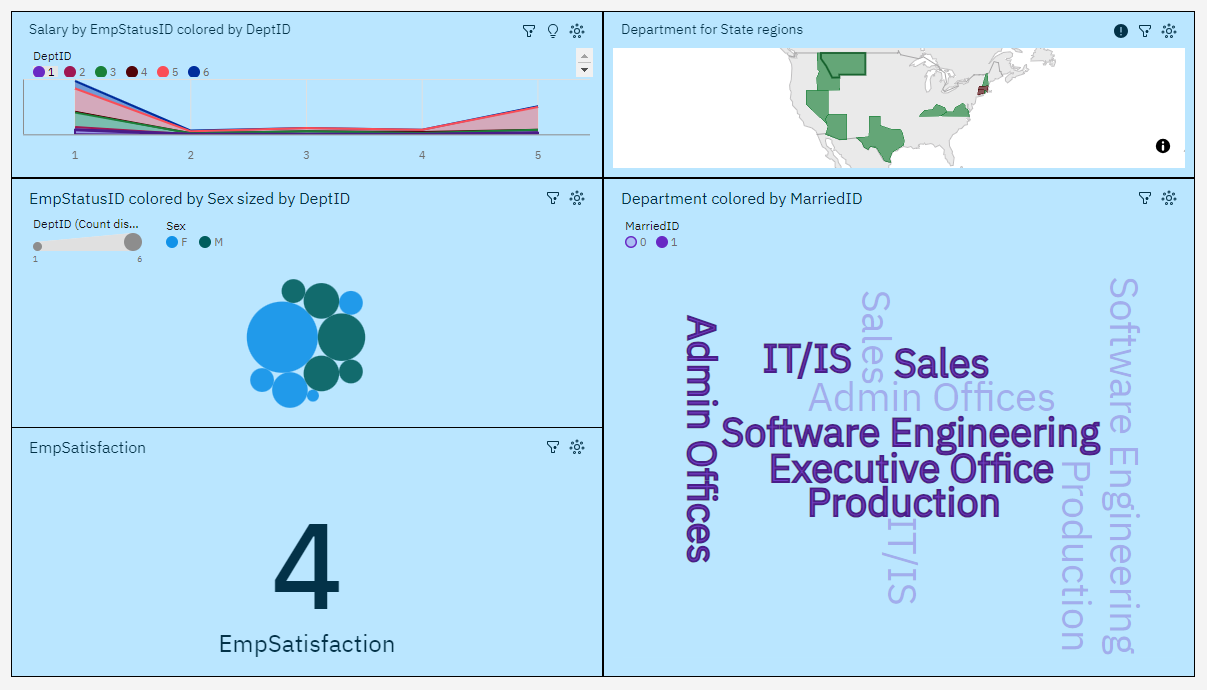 Salary by EmpStatusID colored by DeptID
DeptID
1 2 3 4 5 6
1 2 3 4 5
Department for State regions
EmpStatusID colored by Sex sized by DeptID
DeptID (Count dis...
1 6
Sex
F M
EmpSatisfaction
4
EmpSatisfaction
Department colored by MarriedID
MarriedID
0 1
Admin Offices
IT/IS
Sales
Sales
Admin Offices
Software Engineering
Executive Office
Production
IT/IS
Production
Software Engineering